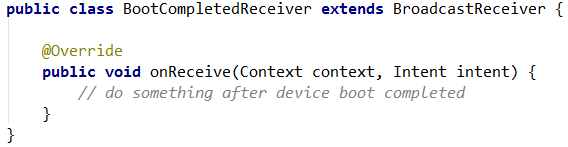 public class BootCompletedReceiver extends BroadcastReceiver {
@Override
public void onReceive(Context context, Intent intent) {
// do something after device boot completed
}
}